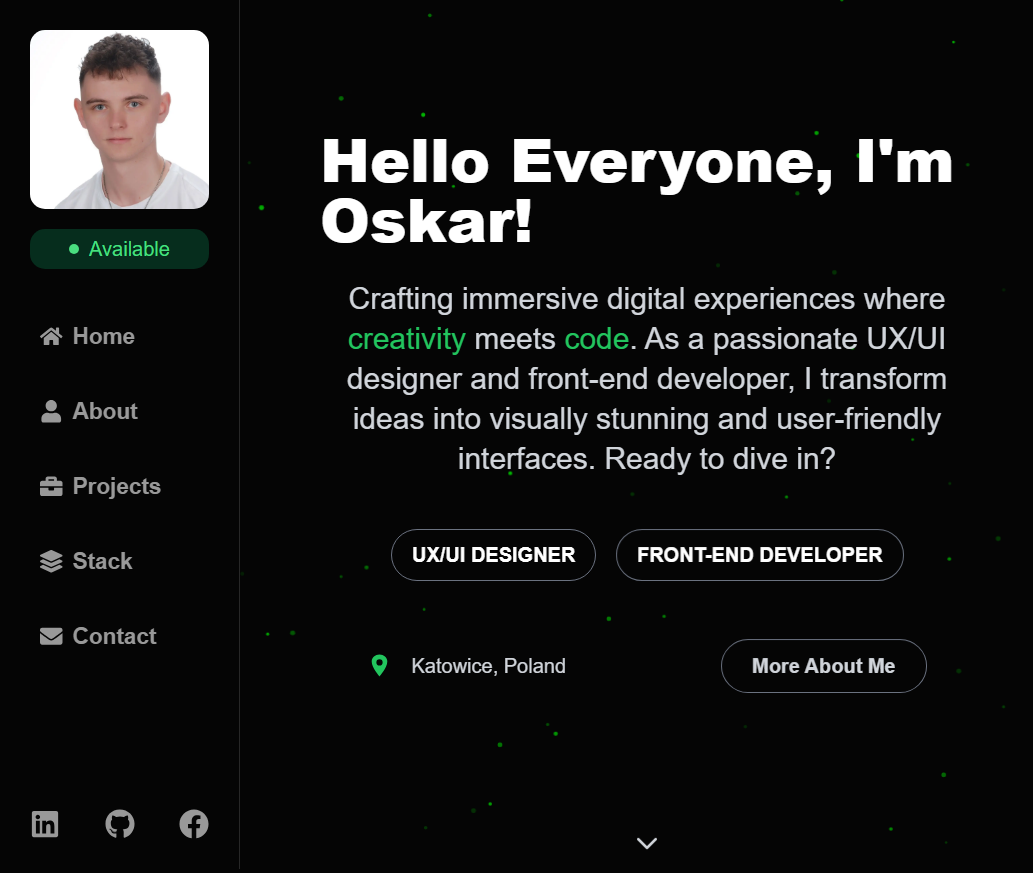 Available
Home
About
Projects
Stack
Contact
in
Hello Everyone, I'm
Oskar!
Crafting immersive digital experiences where
creativity meets code. As a passionate UX/UI
designer and front-end developer, I transform
ideas into visually stunning and user-friendly
interfaces. Ready to dive in?
UX/UI DESIGNER
FRONT-END DEVELOPER
Katowice, Poland
More About Me